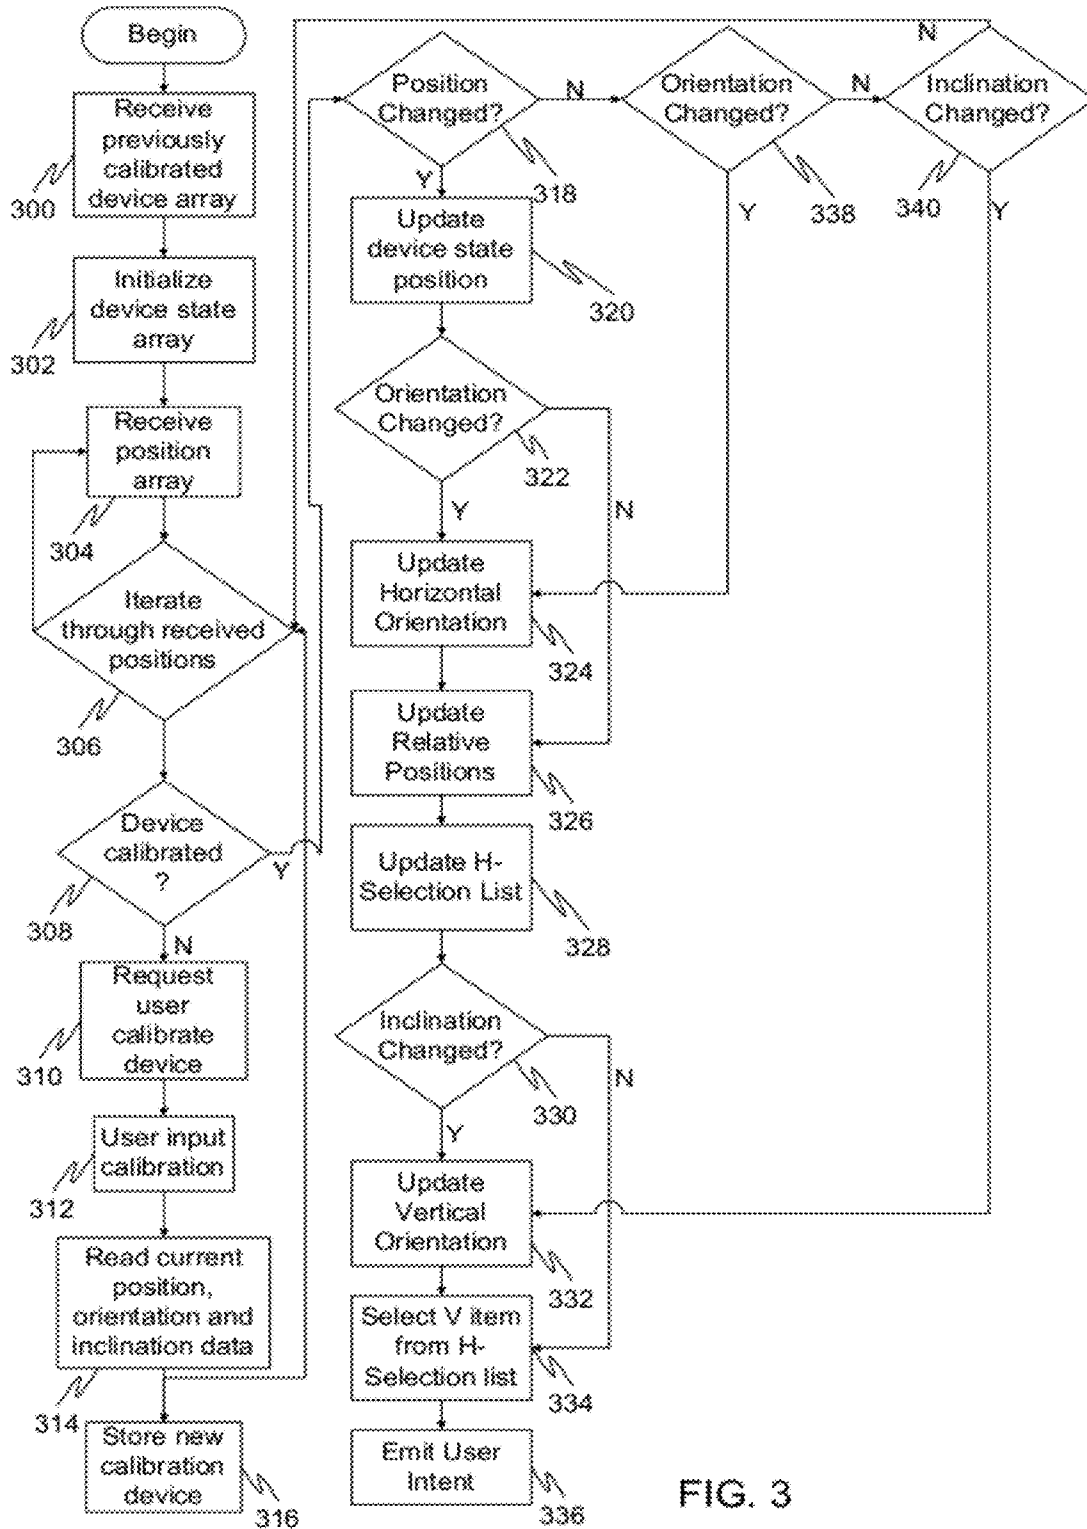 Begin
Receive
previously
calibrated
device array
300
Initialize
device state
array
302
Receive
position
array
304
Iterate
through received
positions
306
Device
calibrated
?
Y
308
N
Request
user
calibrate
device
310
User input
calibration
312
Read current
position,
orientation and
inclination data
314
Store new
calibration
device
316
Position
Changed?
N
318
Y
Update
device state
position
320
Orientation
Changed?
322
N
Y
Update
Horizontal
Orientation
324
Update
Relative
Positions
326
Update H-
Selection List
328
Inclination
Changed?
N
330
Y
Update
Vertical
Orientation
332
Select V item
from H-
Selection list
334
Emit User
Intent
336
Orientation
Changed?
N
338
Y
N
Inclination
Changed?
340
Y
FIG. 3